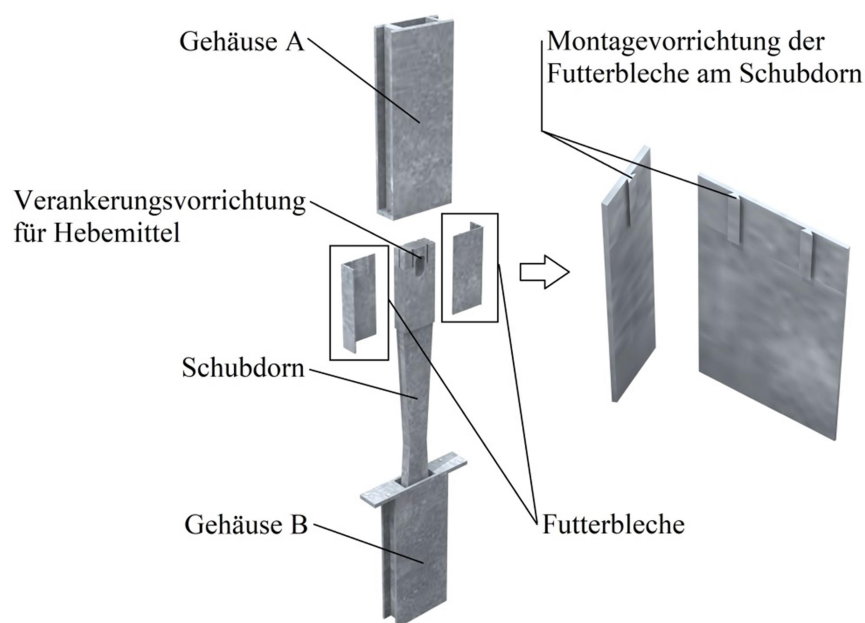 Gehäuse A
Montagevorrichtung der
Futterbleche am Schubdorn
Verankerungsvorrichtung
für Hebemittel
Schubdorn
Gehäuse B
Futterbleche